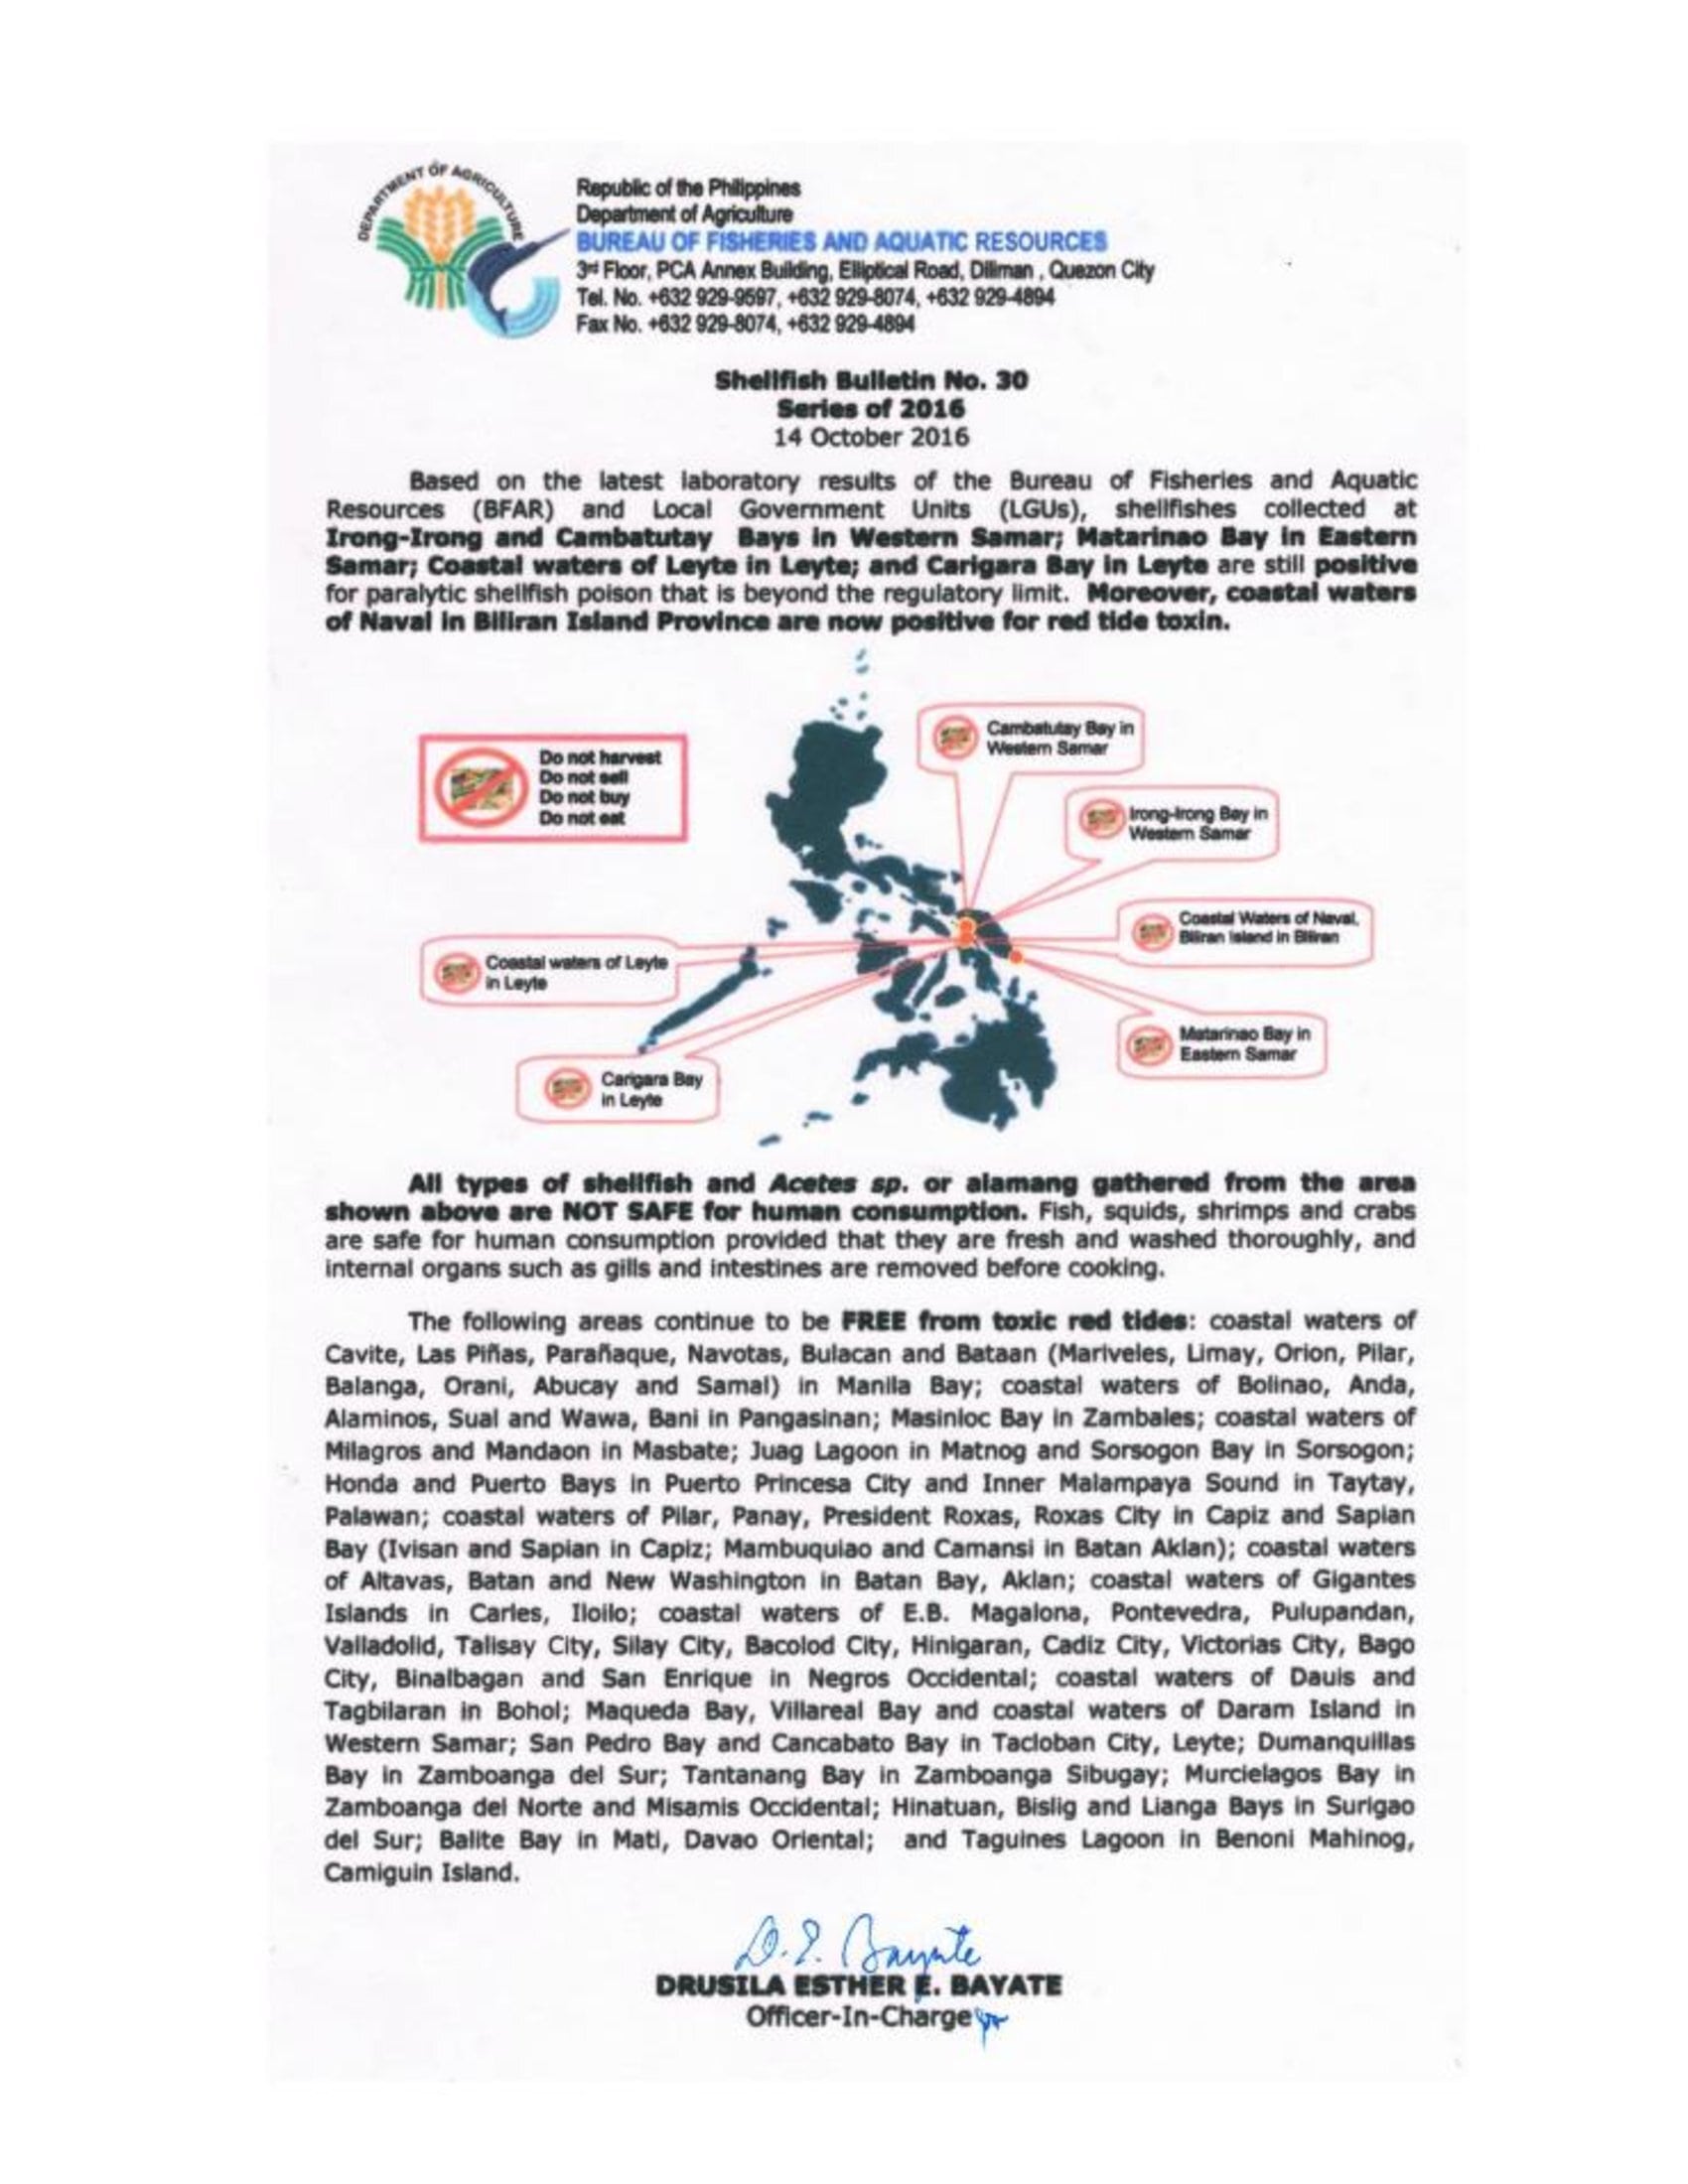 DEPARTMENT OF AGRICULTURE
Republic of the Philippines
Department of Agriculture
BUREAU OF FISHERIES AND AQUATIC RESOURCES
3rd Floor, PCA Annex Building, Elliptical Road, Diliman , Quezon City
Tel. No. +632 929-9597, +632 929-8074, +632 929-4894
Fax No. +632 929-8074, +632 929-4894
Shellfish Bulletin No. 30
Series of 2016
14 October 2016
Based on the latest laboratory results of the Bureau of Fisheries and Aquatic
Resources (BFAR) and Local Government Units (LGUs), shellfishes collected at
Irong-Irong and Cambatutay Bays in Western Samar; Matarinao Bay in Eastern
Samar; Coastal waters of Leyte in Leyte; and Carigara Bay in Leyte are still positive
for paralytic shellfish poison that is beyond the regulatory limit. Moreover, coastal waters
of Naval in Biliran Island Province are now positive for red tide toxin.
Do not harvest
Do not sell
Do not buy
Do not eat
Cambatutay Bay in
Western Samar
Irong-Irong Bay in
Western Samar
Coastal Waters of Naval,
Biliran Island in Biliran
Coastal waters of Leyte
in Leyte
Matarinao Bay in
Eastern Samar
Carigara Bay
in Leyte
All types of shellfish and Acetes sp. or alamang gathered from the area
shown above are NOT SAFE for human consumption. Fish, squids, shrimps and crabs
are safe for human consumption provided that they are fresh and washed thoroughly, and
internal organs such as gills and intestines are removed before cooking.
The following areas continue to be FREE from toxic red tides: coastal waters of
Cavite, Las Piñas, Parañaque, Navotas, Bulacan and Bataan (Mariveles, Limay, Orion, Pilar,
Balanga, Orani, Abucay and Samal) in Manila Bay; coastal waters of Bolinao, Anda,
Alaminos, Sual and Wawa, Bani in Pangasinan; Masinloc Bay in Zambales; coastal waters of
Milagros and Mandaon in Masbate; Juag Lagoon in Matnog and Sorsogon Bay in Sorsogon;
Honda and Puerto Bays in Puerto Princesa City and Inner Malampaya Sound in Taytay,
Palawan; coastal waters of Pilar, Panay, President Roxas, Roxas City in Capiz and Sapian
Bay (Ivisan and Sapian in Capiz; Mambuquiao and Camansi in Batan Aklan); coastal waters
of Altavas, Batan and New Washington in Batan Bay, Aklan; coastal waters of Gigantes
Islands in Carles, Iloilo; coastal waters of E.B. Magalona, Pontevedra, Pulupandan,
Valladolid, Talisay City, Silay City, Bacolod City, Hinigaran, Cadiz City, Victorias City, Bago
City, Binalbagan and San Enrique in Negros Occidental; coastal waters of Dauis and
Tagbilaran in Bohol; Maqueda Bay, Villareal Bay and coastal waters of Daram Island in
Western Samar; San Pedro Bay and Cancabato Bay in Tacloban City, Leyte; Dumanquillas
Bay in Zamboanga del Sur; Tantanang Bay in Zamboanga Sibugay; Murcielagos Bay in
Zamboanga del Norte and Misamis Occidental; Hinatuan, Bislig and Lianga Bays in Surigao
del Sur; Balite Bay in Mati, Davao Oriental; and Taguines Lagoon in Benoni Mahinog,
Camiguin Island.
D.E. Bayate
DRUSILA ESTHER E. BAYATE
Officer-In-Charge